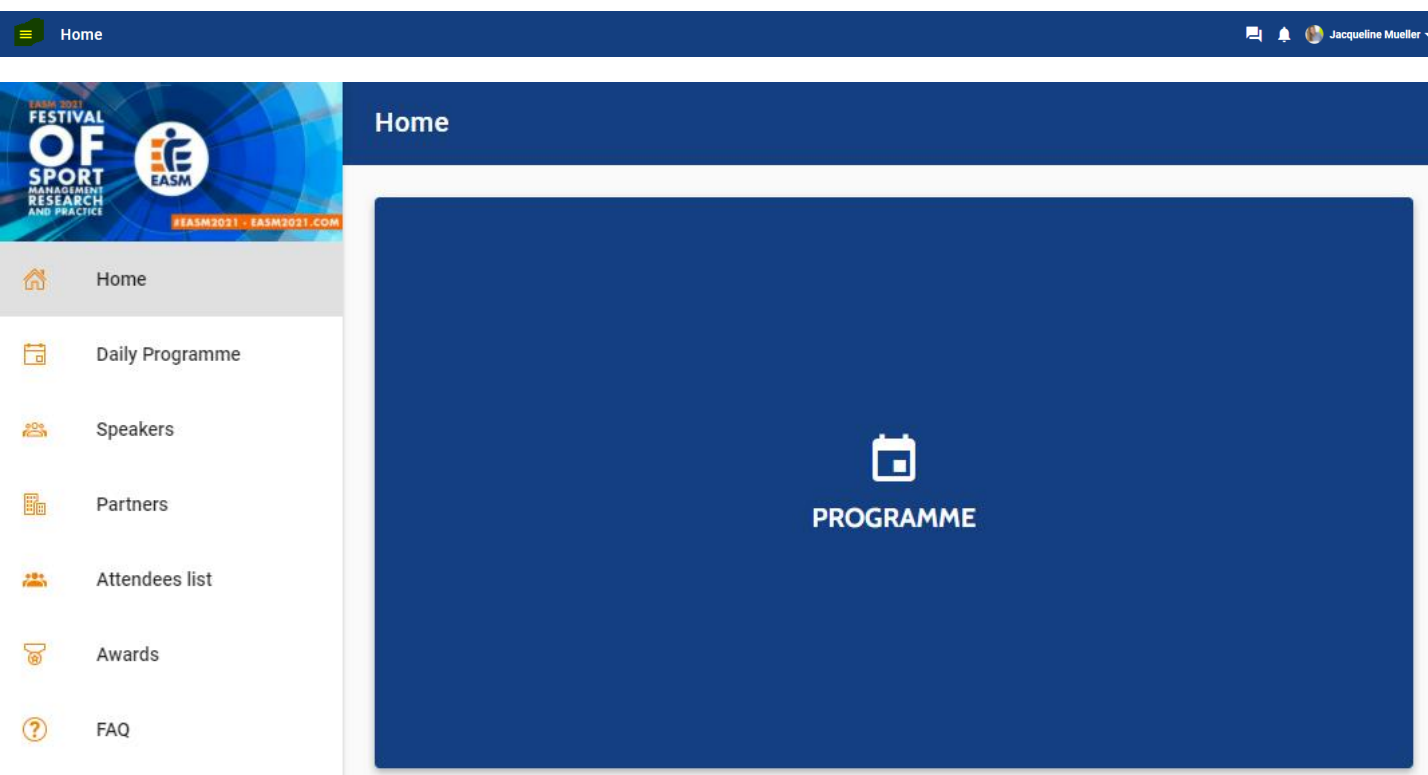 Home
Jacqueline Mueller
EASM 2021
FESTIVAL
OF
SPORT
MANAGEMENT
RESEARCH
AND PRACTICE
EASM
#EASM2021 - EASM2021.COM
Home
Home
Daily Programme
Speakers
Partners
Attendees list
Awards
FAQ
PROGRAMME